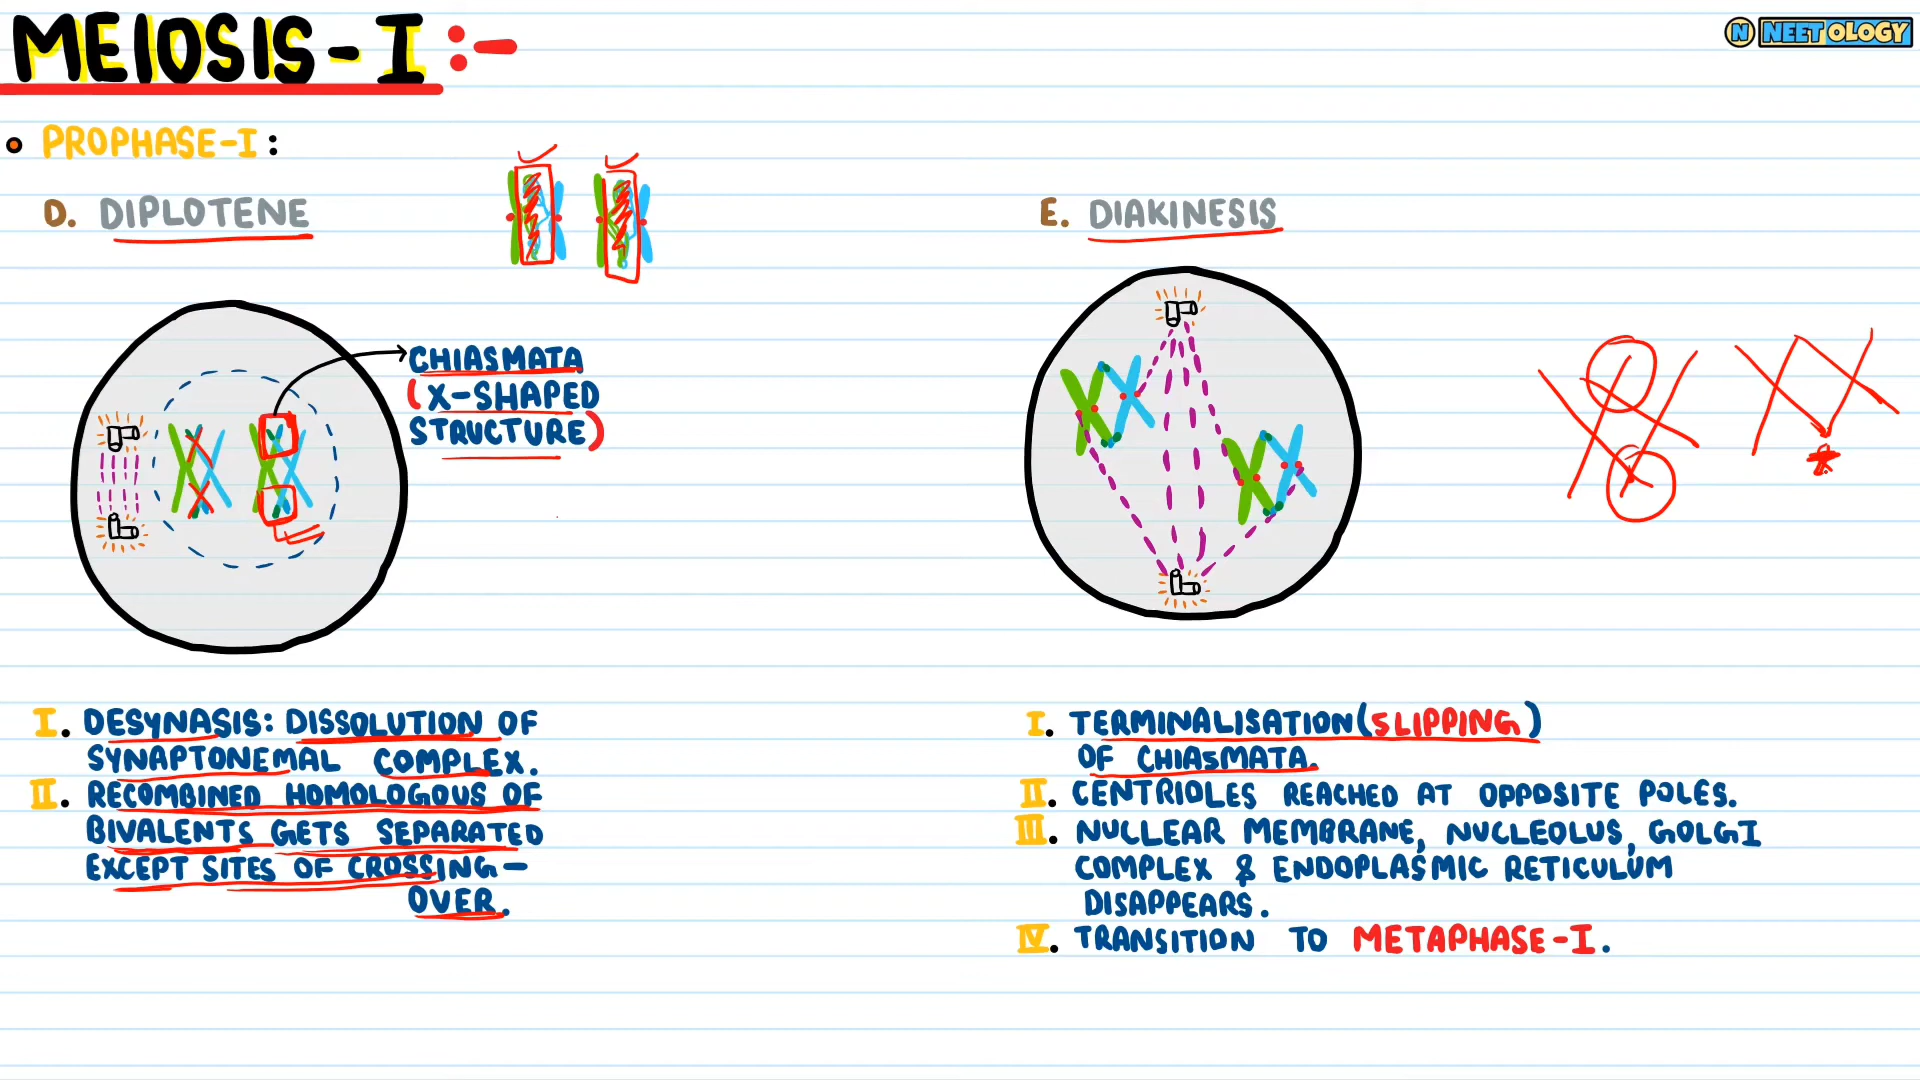 MEIOSIS-I :-
N NEETOLOGY
• PROPHASE-I :
D. DIPLOTENE
CHIASMATA
(X-SHAPED
STRUCTURE)
I. DESYNASIS: DISSOLUTION OF
SYNAPTONEMAL COMPLEX.
II. RECOMBINED HOMOLOGOUS OF
BIVALENTS GETS SEPARATED
EXCEPT SITES OF CROSSING-
OVER.
E. DIAKINESIS
I. TERMINALISATION(SLIPPING)
OF CHIASMATA.
II. CENTRIOLES REACHED AT OPPOSITE POLES.
III. NUCLEAR MEMBRANE, NUCLEOLUS, GOLGI
COMPLEX & ENDOPLASMIC RETICULUM
DISAPPEARS.
IV. TRANSITION TO METAPHASE-I.